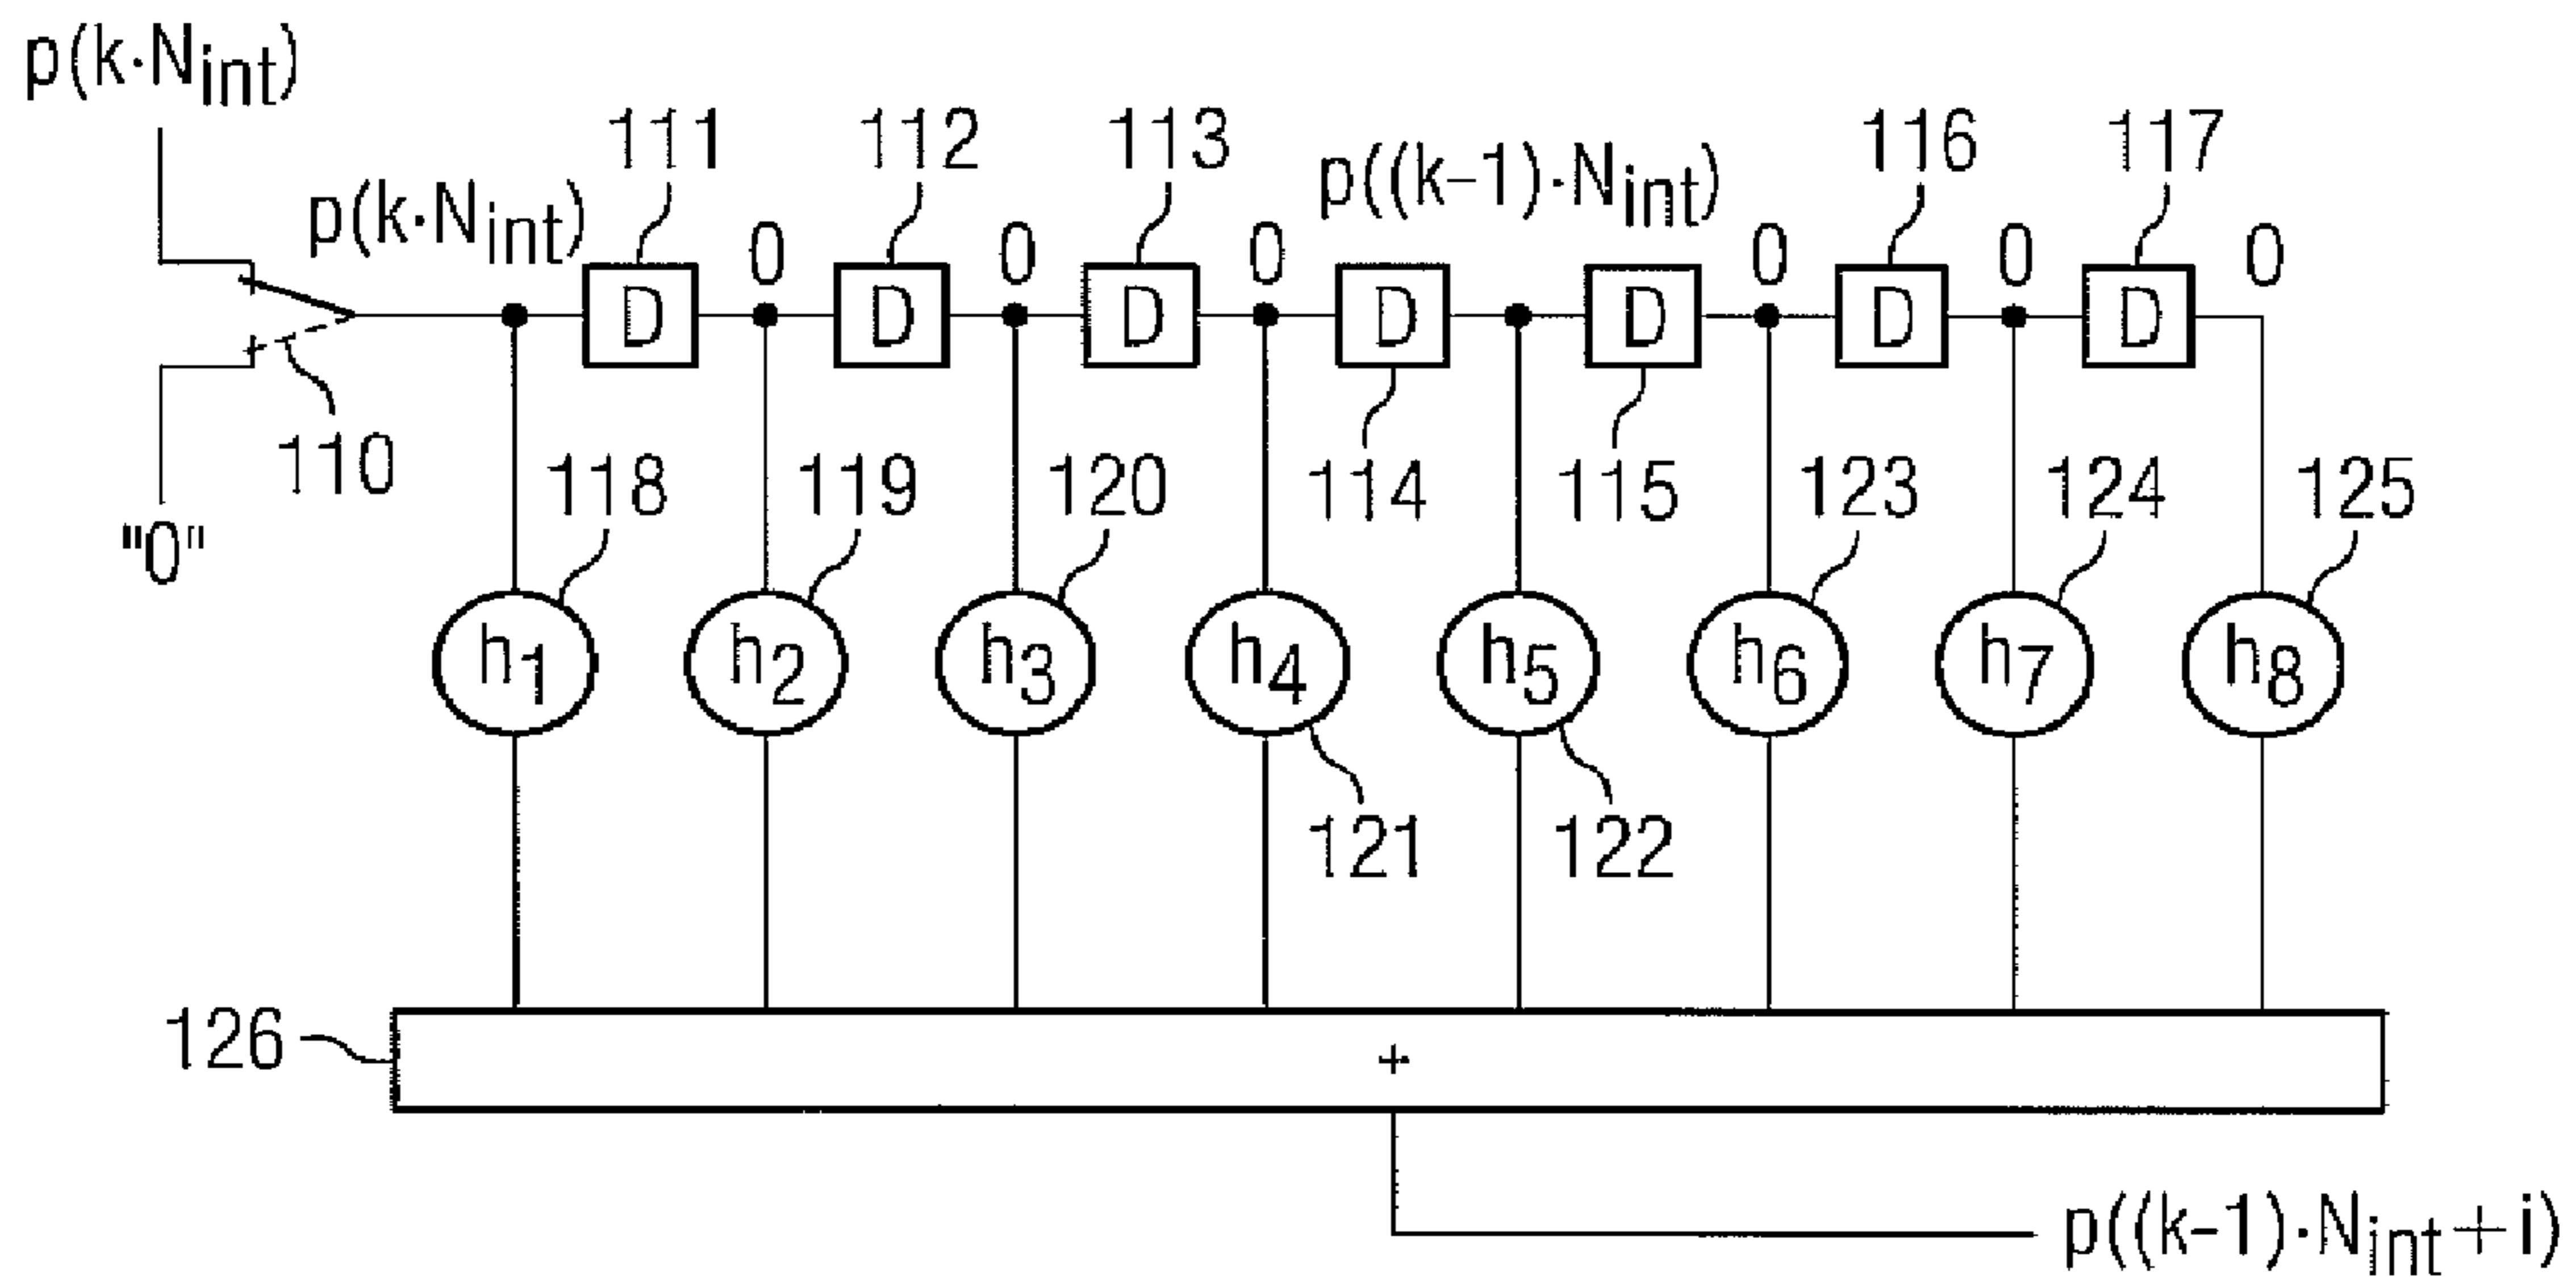 p(k·Nint)
111 112 113 116 117
p(k·Nint) 0 0 0 p((k-1)·Nint) 0 0 0
D D D D D D D
110 114 115
"0"
118 119 120 123 124 125
h1 h2 h3 h4 h5 h6 h7 h8
121 122
126 +
p((k-1)·Nint+i)